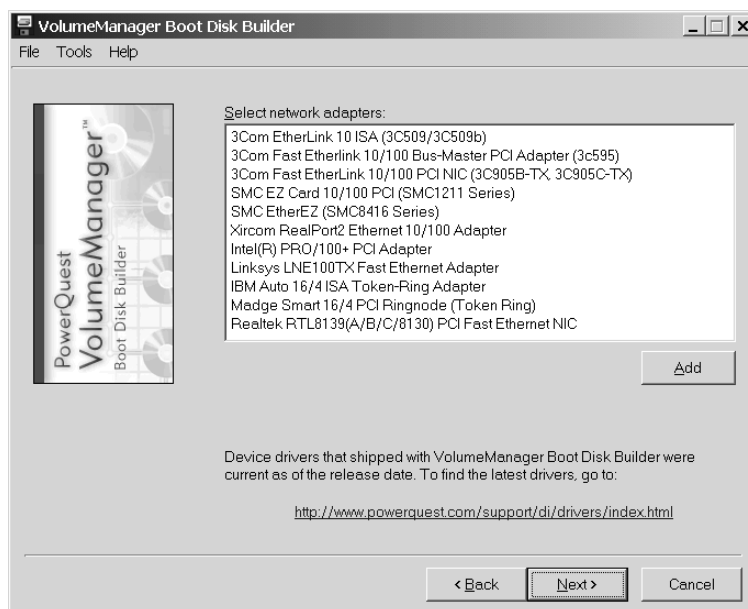 VolumeManager Boot Disk Builder
File Tools Help
PowerQuest
VolumeManager™
Boot Disk Builder
Select network adapters:
3Com EtherLink 10 ISA (3C509/3C509b)
3Com Fast Etherlink 10/100 Bus-Master PCI Adapter (3c595)
3Com Fast EtherLink 10/100 PCI NIC (3C905B-TX, 3C905C-TX)
SMC EZ Card 10/100 PCI (SMC1211 Series)
SMC EtherEZ (SMC8416 Series)
Xircom RealPort2 Ethernet 10/100 Adapter
Intel(R) PRO/100+ PCI Adapter
Linksys LNE100TX Fast Ethernet Adapter
IBM Auto 16/4 ISA Token-Ring Adapter
Madge Smart 16/4 PCI Ringnode (Token Ring)
Realtek RTL8139(A/B/C/8130) PCI Fast Ethernet NIC
Add
Device drivers that shipped with VolumeManager Boot Disk Builder were
current as of the release date. To find the latest drivers, go to:
http://www.powerquest.com/support/di/drivers/index.html
< Back Next > Cancel